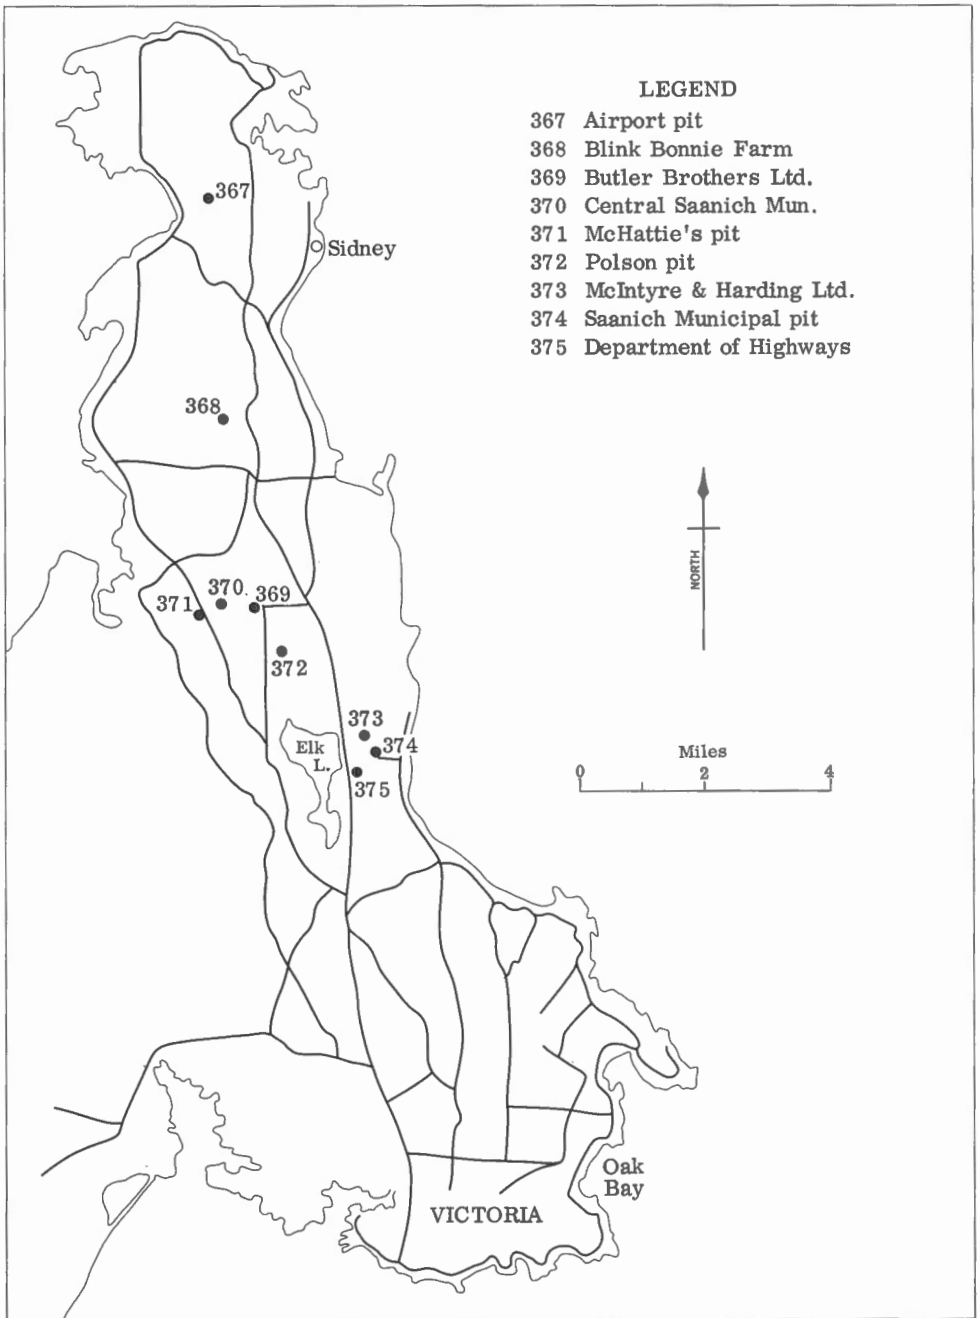 LEGEND
367 Airport pit
368 Blink Bonnie Farm
369 Butler Brothers Ltd.
370 Central Saanich Mun.
371 McHattie's pit
372 Polson pit
373 McIntyre & Harding Ltd.
374 Saanich Municipal pit
375 Department of Highways
367
Sidney
368
NORTH
370.
369
371
372
373
374
Elk
L.
375
Miles
0 2 4
Oak
Bay
VICTORIA